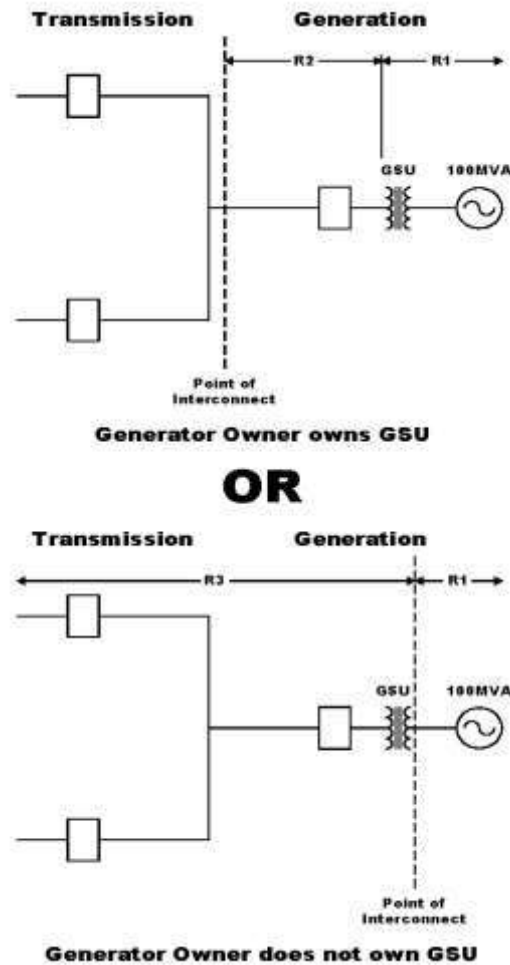 Transmission Generation
R2 R1
GSU 100MVA
Point of
Interconnect
Generator Owner owns GSU
OR
Transmission Generation
R3 R1
GSU 100MVA
Point of
Interconnect
Generator Owner does not own GSU